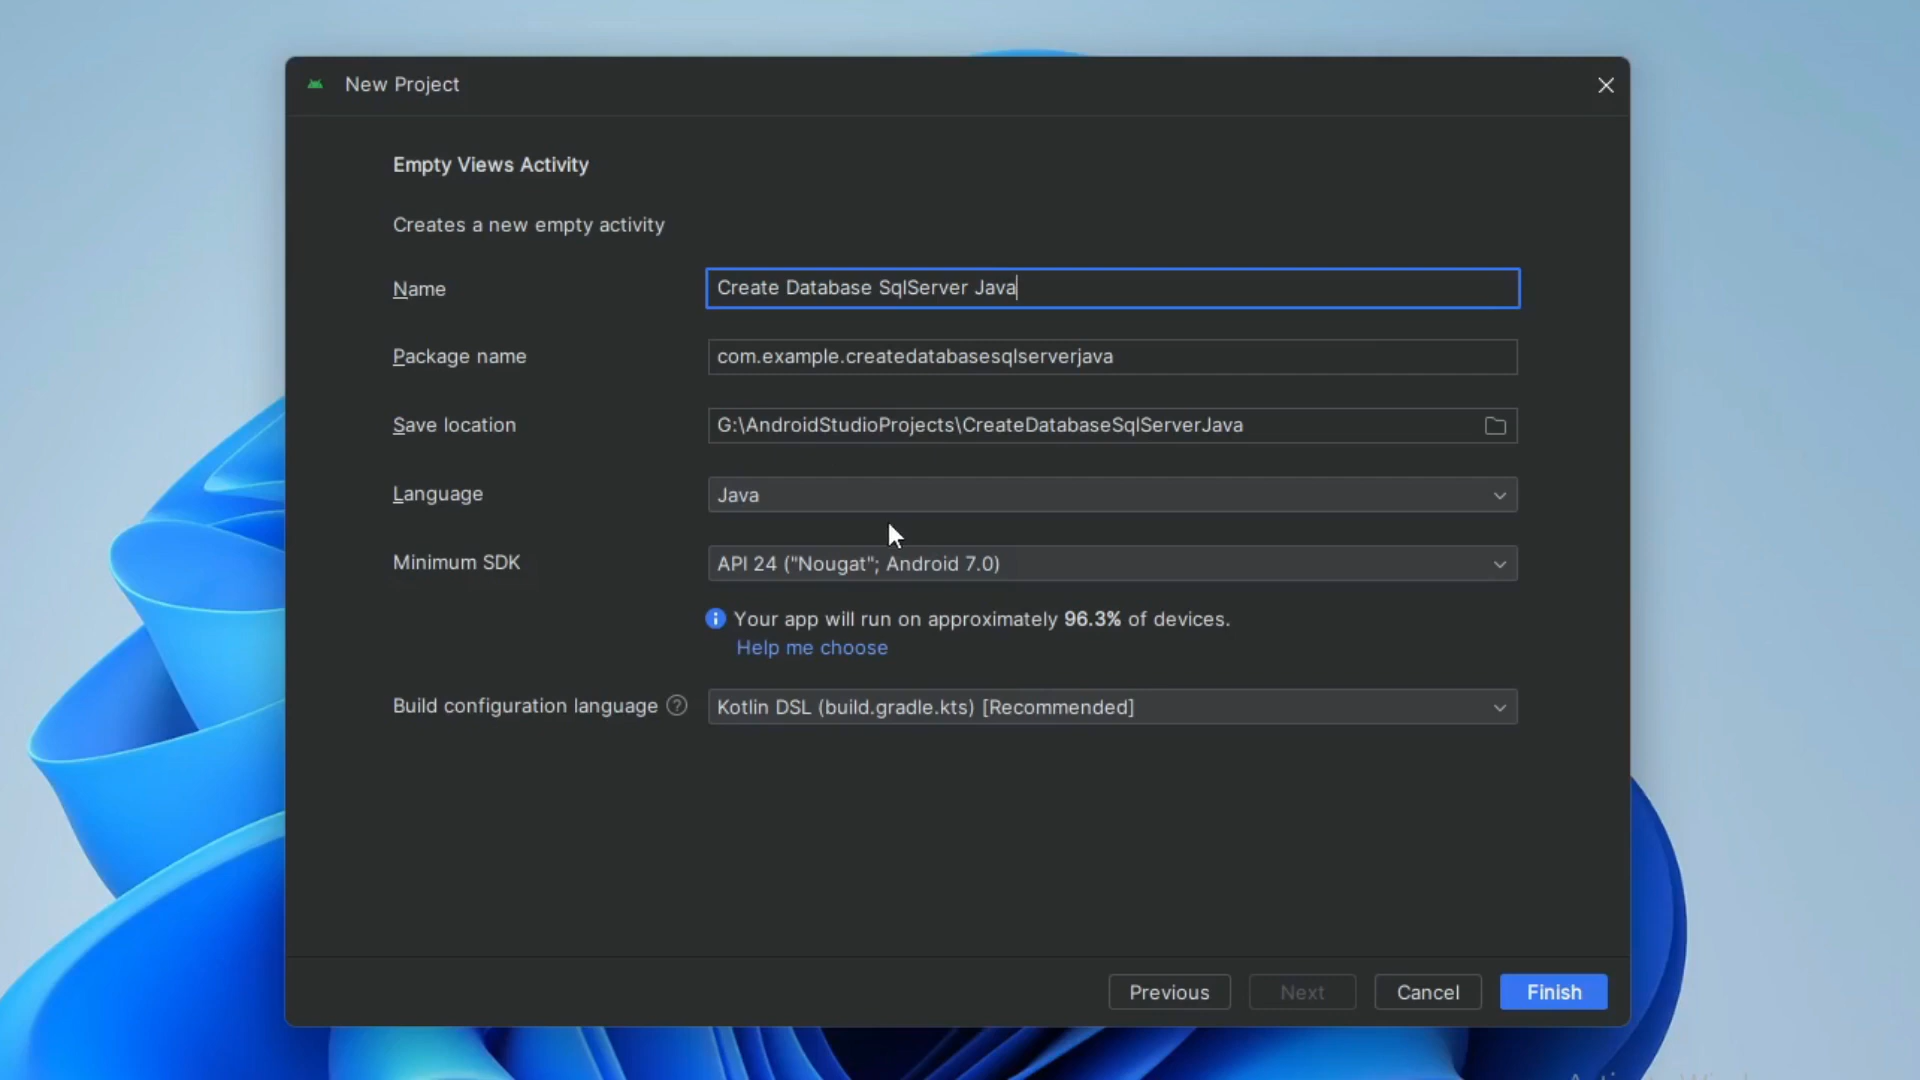 New Project
Empty Views Activity
Creates a new empty activity
Name
Create Database SqlServer Java
Package name
com.example.createdatabasesqlserverjava
Save location
G:\AndroidStudioProjects\CreateDatabaseSqlServerJava
Language
Java
Minimum SDK
API 24 ("Nougat"; Android 7.0)
Your app will run on approximately 96.3% of devices.
Help me choose
Build configuration language
Kotlin DSL (build.gradle.kts) [Recommended]
Previous
Next
Cancel
Finish